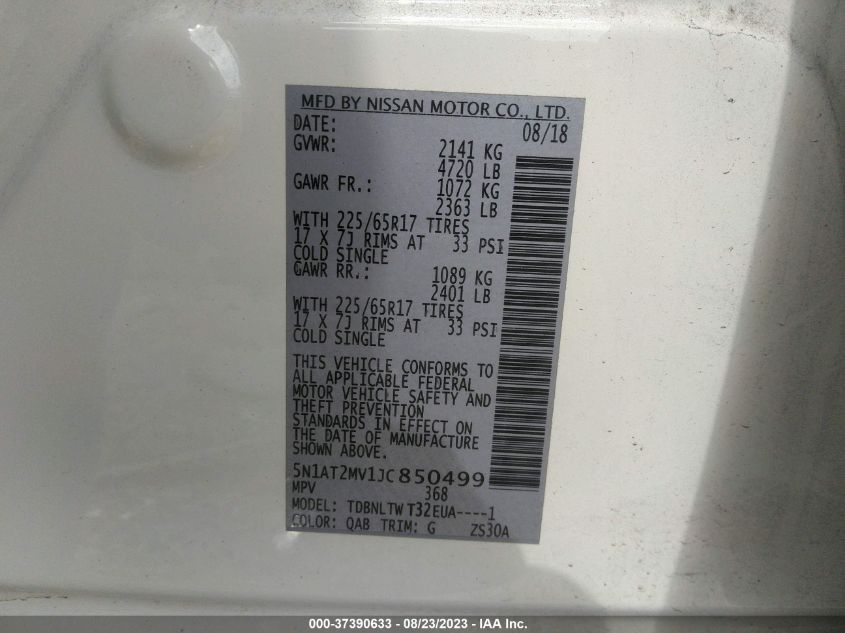 MFD BY NISSAN MOTOR CO., LTD.
DATE: 08/18
GVWR: 2141 KG
4720 LB
GAWR FR.: 1072 KG
2363 LB
WITH 225/65R17 TIRES
17 X 7J RIMS AT 33 PSI
COLD SINGLE
GAWR RR.: 1089 KG
2401 LB
WITH 225/65R17 TIRES
17 X 7J RIMS AT 33 PSI
COLD SINGLE
THIS VEHICLE CONFORMS TO
ALL APPLICABLE FEDERAL
MOTOR VEHICLE SAFETY AND
THEFT PREVENTION
STANDARDS IN EFFECT ON
THE DATE OF MANUFACTURE
SHOWN ABOVE.
5N1AT2MV1JC850499
MPV 368
MODEL: TDBNLTW T32EUA----1
COLOR: QAB TRIM: G ZS30A
000-37390633 - 08/23/2023 - IAA Inc.